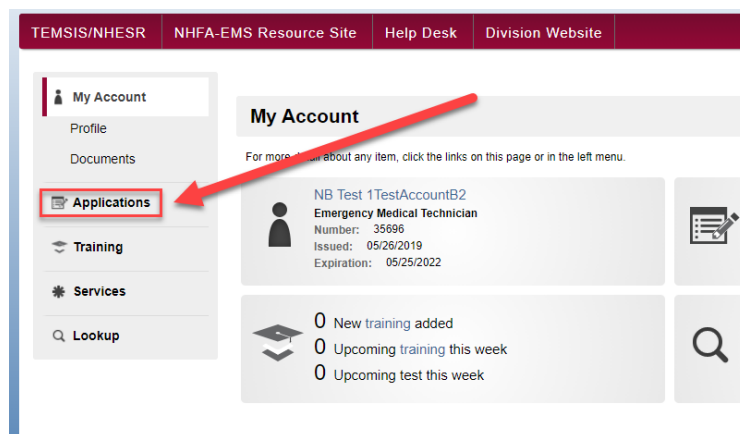 TEMSIS/NHESR NHFA-EMS Resource Site Help Desk Division Website
My Account
Profile
Documents
Applications
Training
Services
Lookup
My Account
For more detail about any item, click the links on this page or in the left menu.
NB Test 1TestAccountB2
Emergency Medical Technician
Number: 35696
Issued: 05/26/2019
Expiration: 05/25/2022
0 New training added
0 Upcoming training this week
0 Upcoming test this week